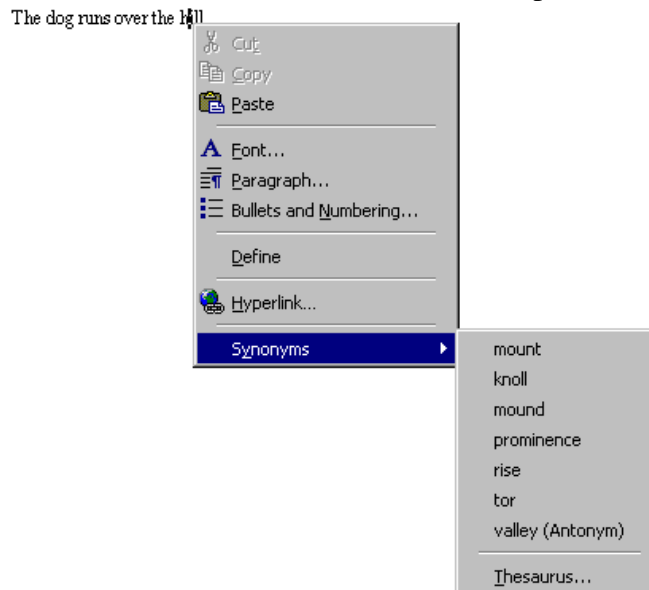 The dog runs over the hill
Cut
Copy
Paste
Font...
Paragraph...
Bullets and Numbering...
Define
Hyperlink...
Synonyms
mount
knoll
mound
prominence
rise
tor
valley (Antonym)
Thesaurus...